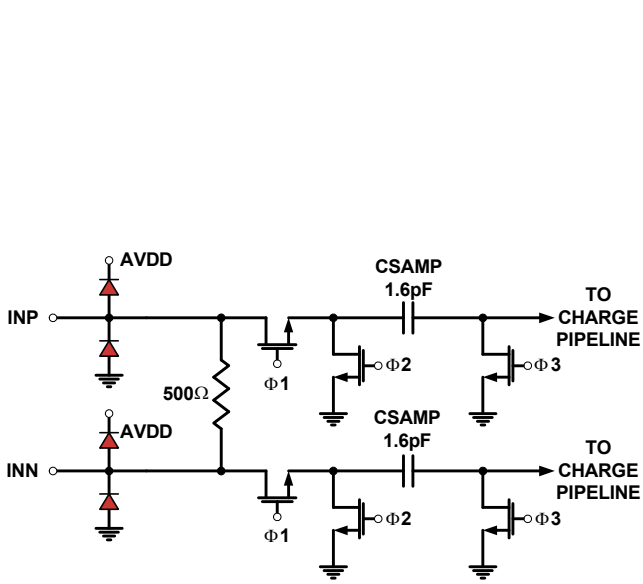 AVDD
CSAMP
1.6pF
TO
CHARGE
PIPELINE
INP
Φ1
Φ2
Φ3
500Ω
AVDD
CSAMP
1.6pF
TO
CHARGE
PIPELINE
INN
Φ1
Φ2
Φ3